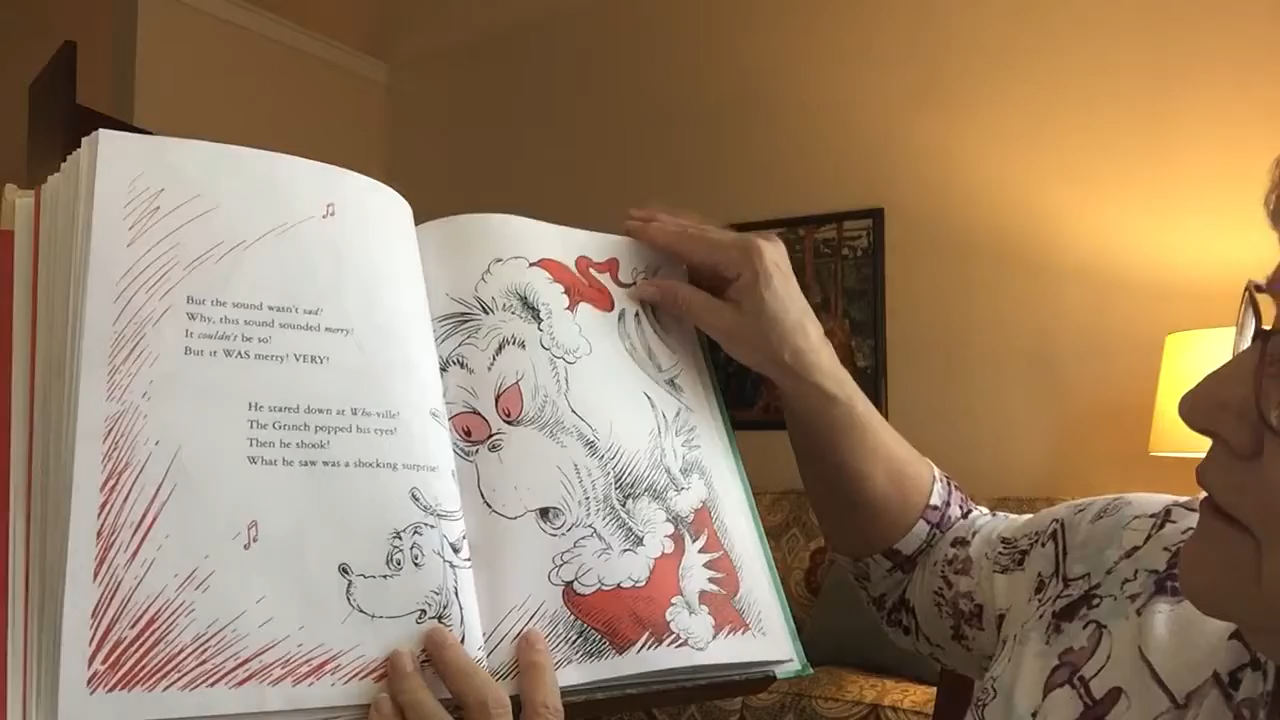 But the sound wasn't sad!
Why, this sound sounded merry!
It couldn't be so!
But it WAS merry! VERY!
He stared down at Who-ville!
The Grinch popped his eyes!
Then he shook!
What he saw was a shocking surprise!